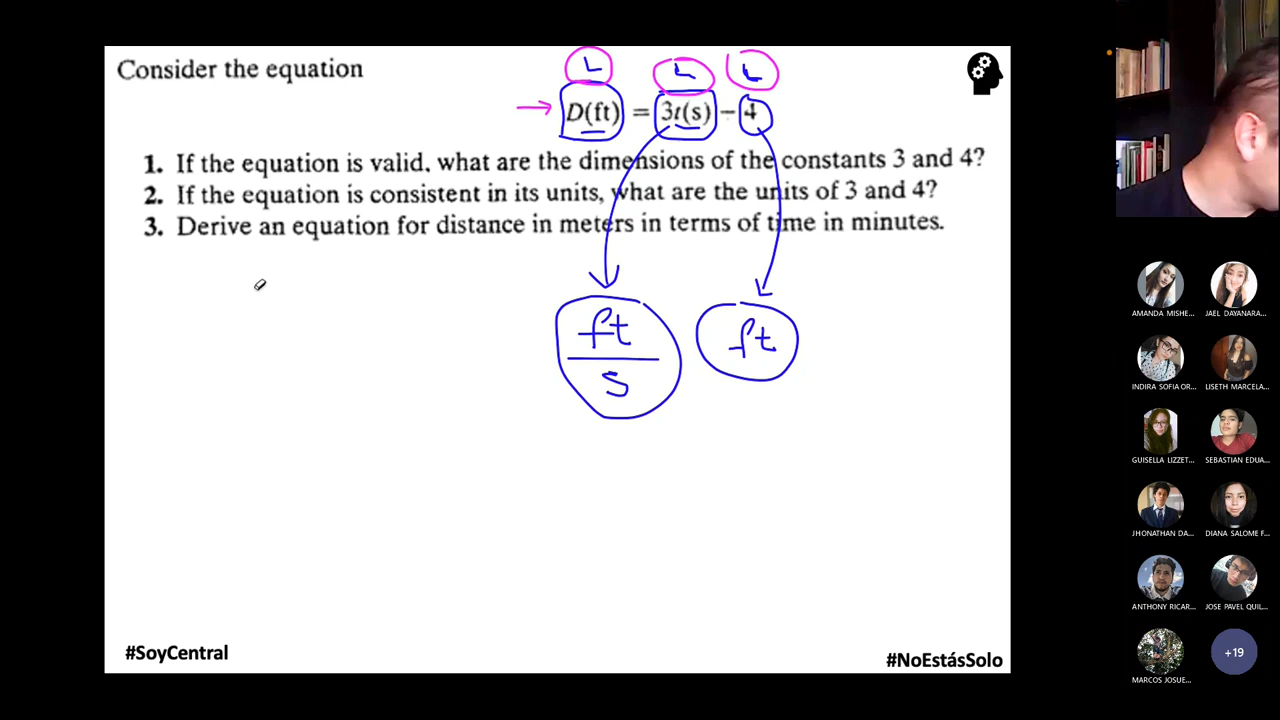 Consider the equation
L L L
→ D(ft) = 3t(s) − 4
1. If the equation is valid, what are the dimensions of the constants 3 and 4?
2. If the equation is consistent in its units, what are the units of 3 and 4?
3. Derive an equation for distance in meters in terms of time in minutes.
ft
s
ft
#SoyCentral
#NoEstásSolo
AMANDA MISHE...
JAEL DAYANARA...
INDIRA SOFIA OR...
LISETH MARCELA...
GUISELLA LIZZET...
SEBASTIAN EDUA...
JHONATHAN DA...
DIANA SALOME F...
ANTHONY RICAR...
JOSE PAVEL QUIL...
MARCOS JOSUE...
+19